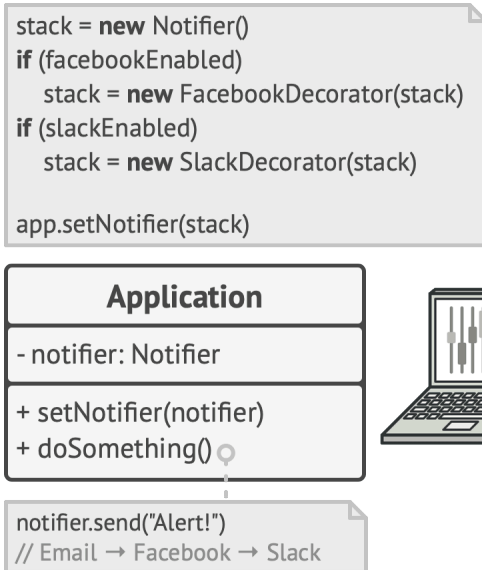 stack = new Notifier()
if (facebookEnabled)
stack = new FacebookDecorator(stack)
if (slackEnabled)
stack = new SlackDecorator(stack)
app.setNotifier(stack)
Application
- notifier: Notifier
+ setNotifier(notifier)
+ doSomething()
notifier.send("Alert!")
// Email → Facebook → Slack